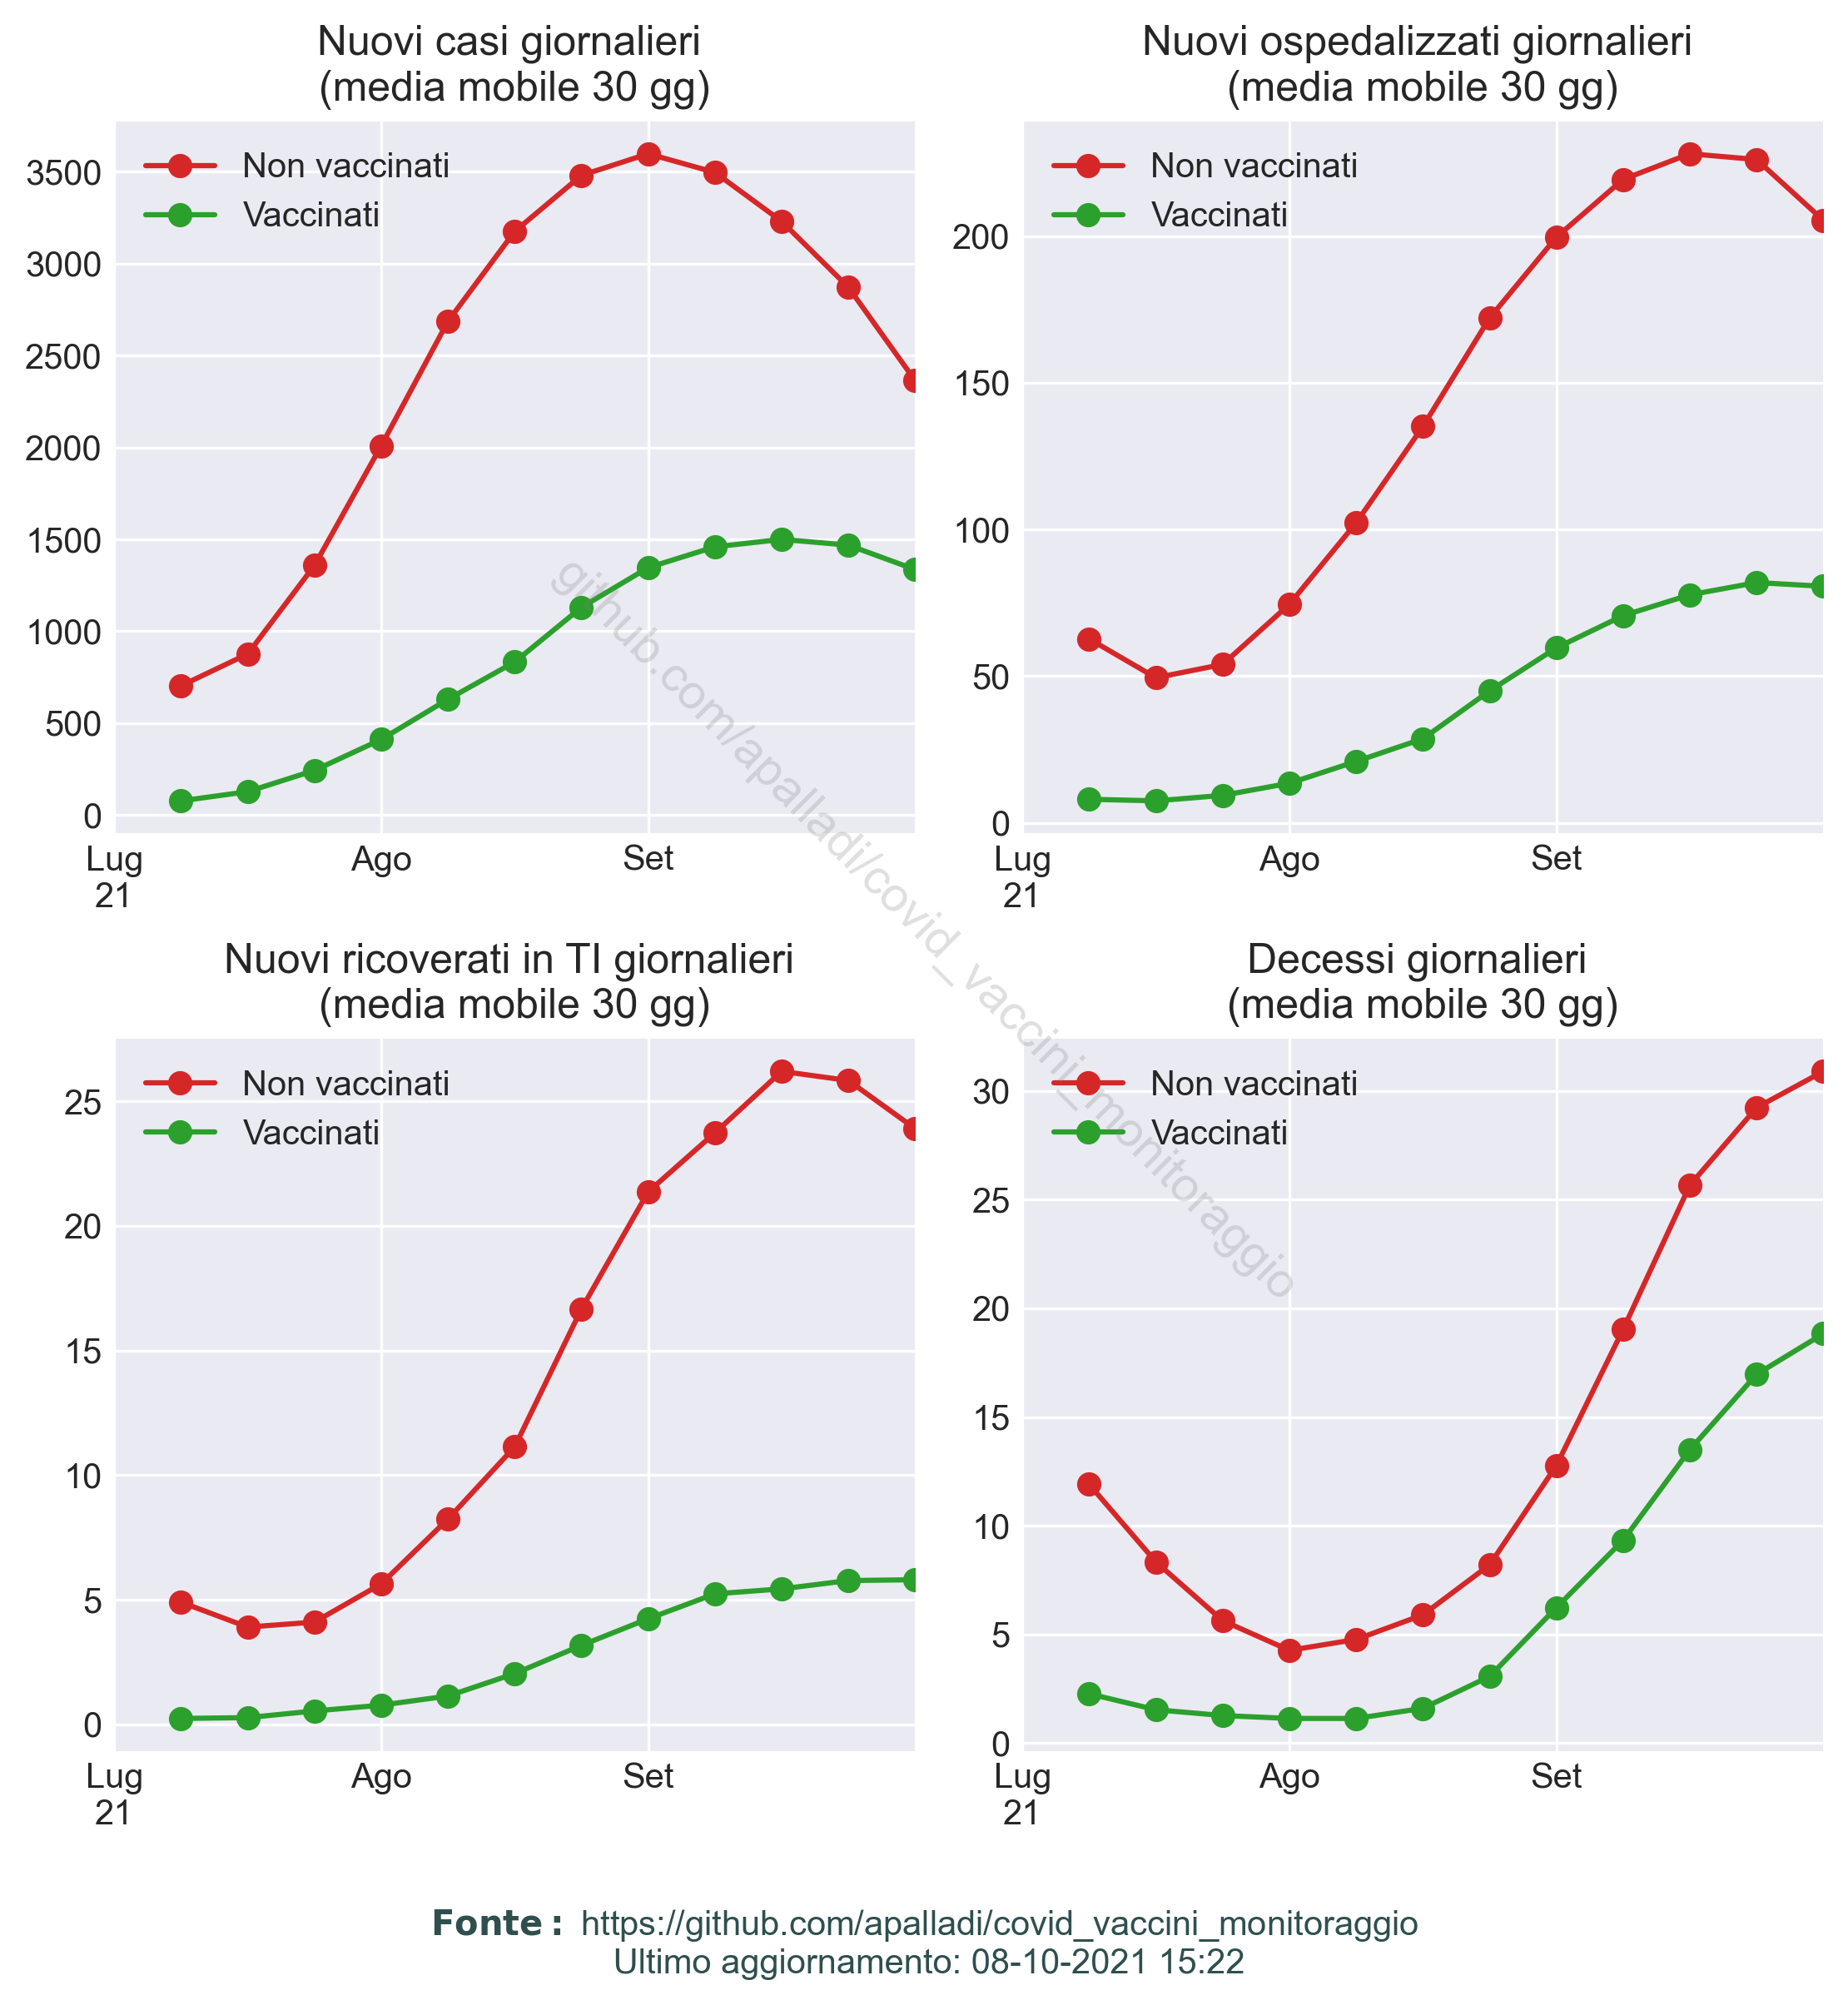 Nuovi casi giornalieri
(media mobile 30 gg)
3500
3000
2500
2000
1500
1000
500
0
Non vaccinati
Vaccinati
Lug
21
Ago
Set
Nuovi ospedalizzati giornalieri
(media mobile 30 gg)
200
150
100
50
0
Non vaccinati
Vaccinati
Lug
21
Ago
Set
Nuovi ricoverati in TI giornalieri
(media mobile 30 gg)
25
20
15
10
5
0
Non vaccinati
Vaccinati
Lug
21
Ago
Set
Decessi giornalieri
(media mobile 30 gg)
30
25
20
15
10
5
0
Non vaccinati
Vaccinati
Lug
21
Ago
Set
github.com/apalladi/covid_vaccini_monitoraggio
Fonte: https://github.com/apalladi/covid_vaccini_monitoraggio
Ultimo aggiornamento: 08-10-2021 15:22